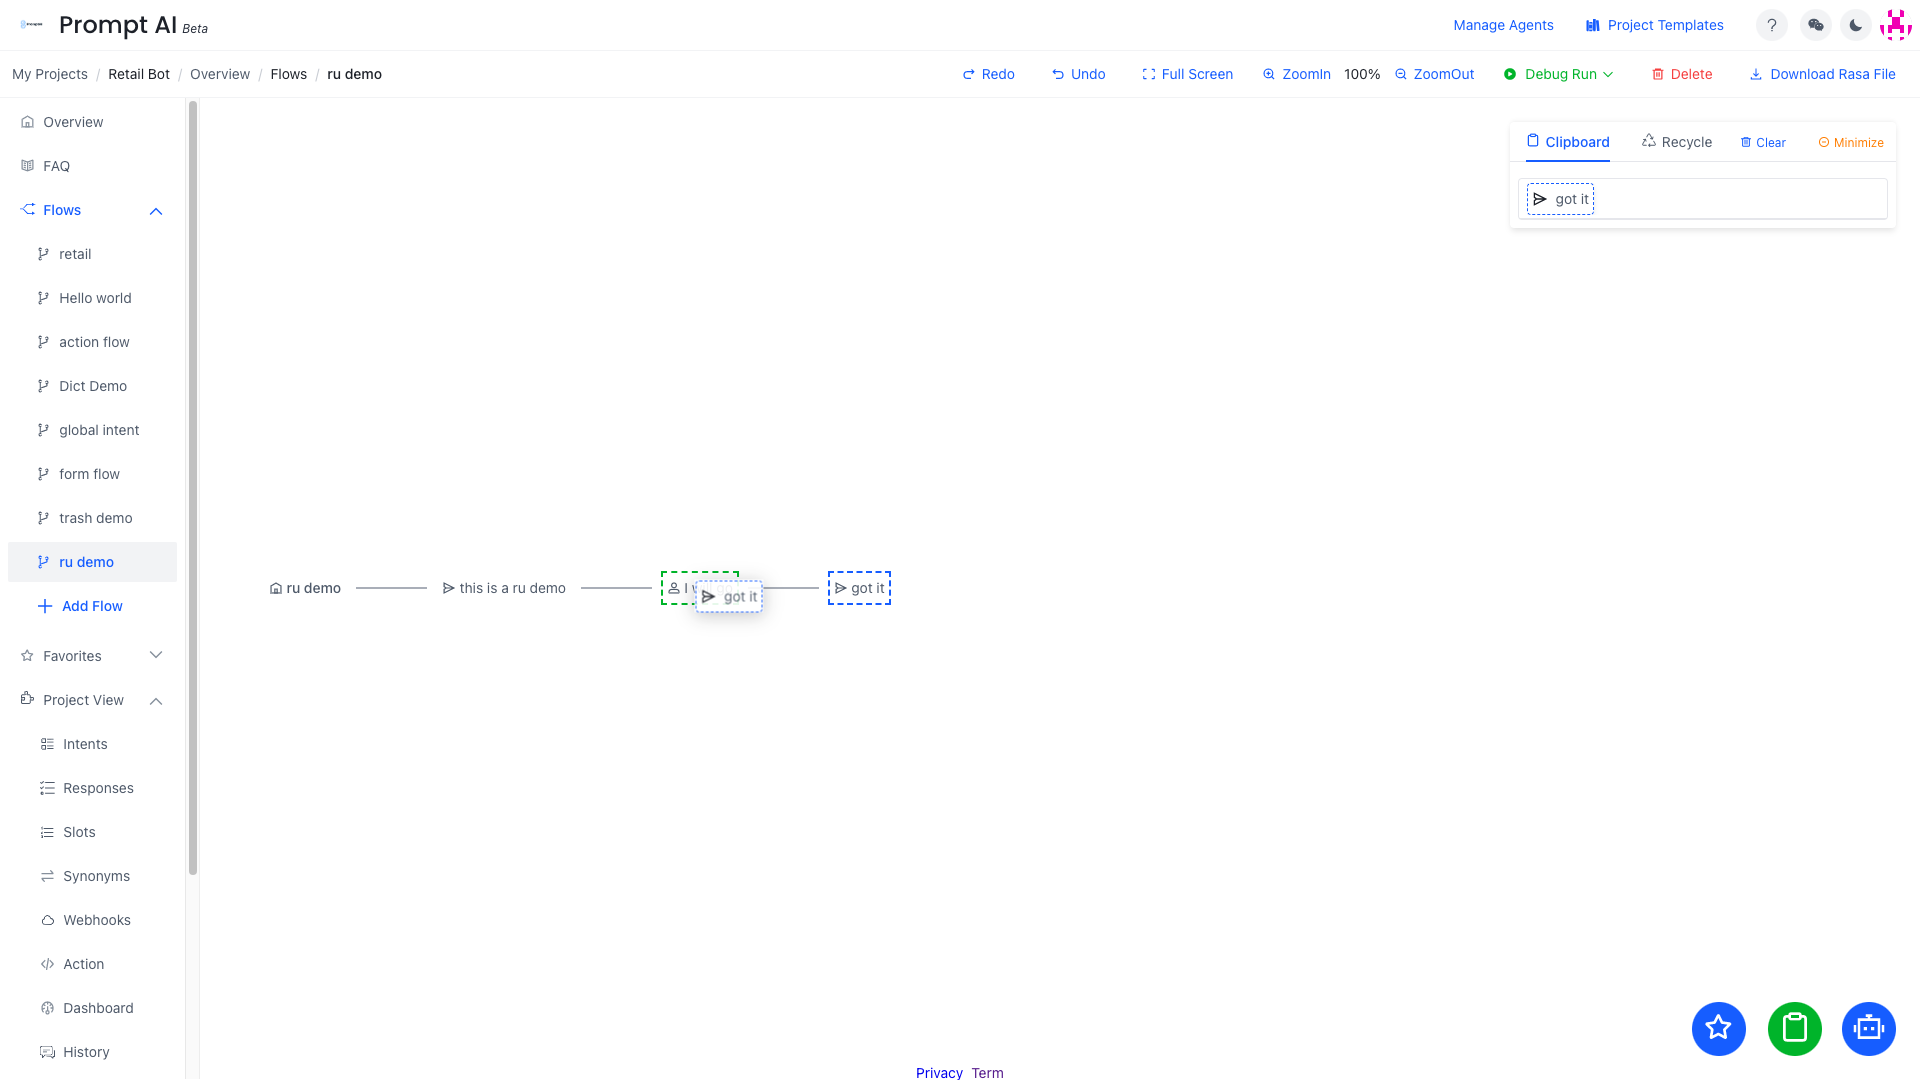 Prompt AI Beta
Manage Agents
Project Templates
My Projects / Retail Bot / Overview / Flows / ru demo
Redo
Undo
Full Screen
ZoomIn
100%
ZoomOut
Debug Run
Delete
Download Rasa File
Overview
FAQ
Flows
retail
Hello world
action flow
Dict Demo
global intent
form flow
trash demo
ru demo
Add Flow
Favorites
Project View
Intents
Responses
Slots
Synonyms
Webhooks
Action
Dashboard
History
Clipboard
Recycle
Clear
Minimize
got it
ru demo
this is a ru demo
I
got it
got it
Privacy Term